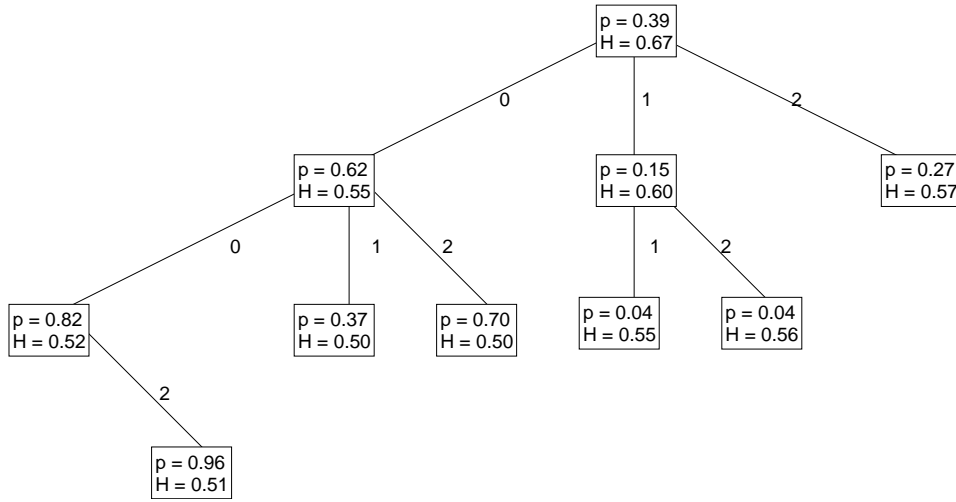 p = 0.39
H = 0.67
0
1
2
p = 0.62
H = 0.55
p = 0.15
H = 0.60
p = 0.27
H = 0.57
0
1
2
1
2
p = 0.82
H = 0.52
p = 0.37
H = 0.50
p = 0.70
H = 0.50
p = 0.04
H = 0.55
p = 0.04
H = 0.56
2
p = 0.96
H = 0.51